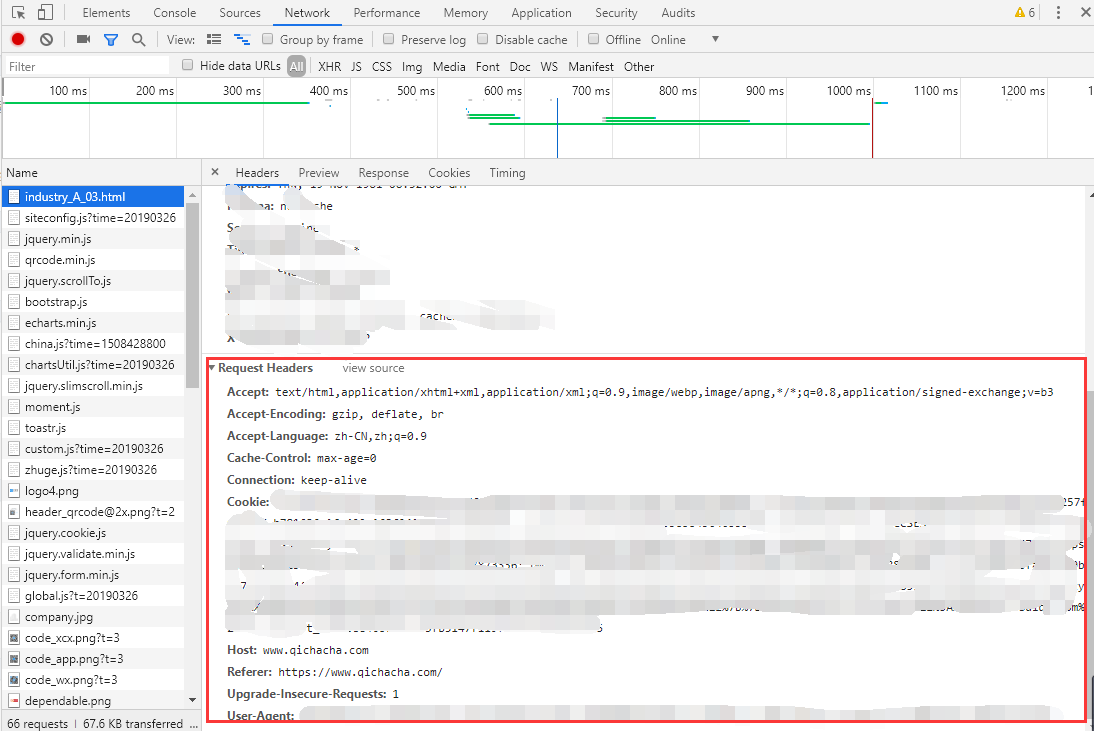 Elements Console Sources Network Performance Memory Application Security Audits 6
View: Group by frame Preserve log Disable cache Offline Online
Filter Hide data URLs All XHR JS CSS Img Media Font Doc WS Manifest Other
100 ms 200 ms 300 ms 400 ms 500 ms 600 ms 700 ms 800 ms 900 ms 1000 ms 1100 ms 1200 ms
Name
Headers Preview Response Cookies Timing
industry_A_03.html
siteconfig.js?time=20190326
jquery.min.js
qrcode.min.js
jquery.scrollTo.js
bootstrap.js
echarts.min.js
china.js?time=1508428800
chartsUtil.js?time=20190326
jquery.slimscroll.min.js
moment.js
toastr.js
custom.js?time=20190326
zhuge.js?time=20190326
logo4.png
header_qrcode@2x.png?t=2
jquery.cookie.js
jquery.validate.min.js
jquery.form.min.js
global.js?t=20190326
company.jpg
code_xcx.png?t=3
code_app.png?t=3
code_wx.png?t=3
dependable.png
66 requests | 67.6 KB transferred ...
Request Headers view source
Accept: text/html,application/xhtml+xml,application/xml;q=0.9,image/webp,image/apng,*/*;q=0.8,application/signed-exchange;v=b3
Accept-Encoding: gzip, deflate, br
Accept-Language: zh-CN,zh;q=0.9
Cache-Control: max-age=0
Connection: keep-alive
Cookie:
Host: www.qichacha.com
Referer: https://www.qichacha.com/
Upgrade-Insecure-Requests: 1
User-Agent: